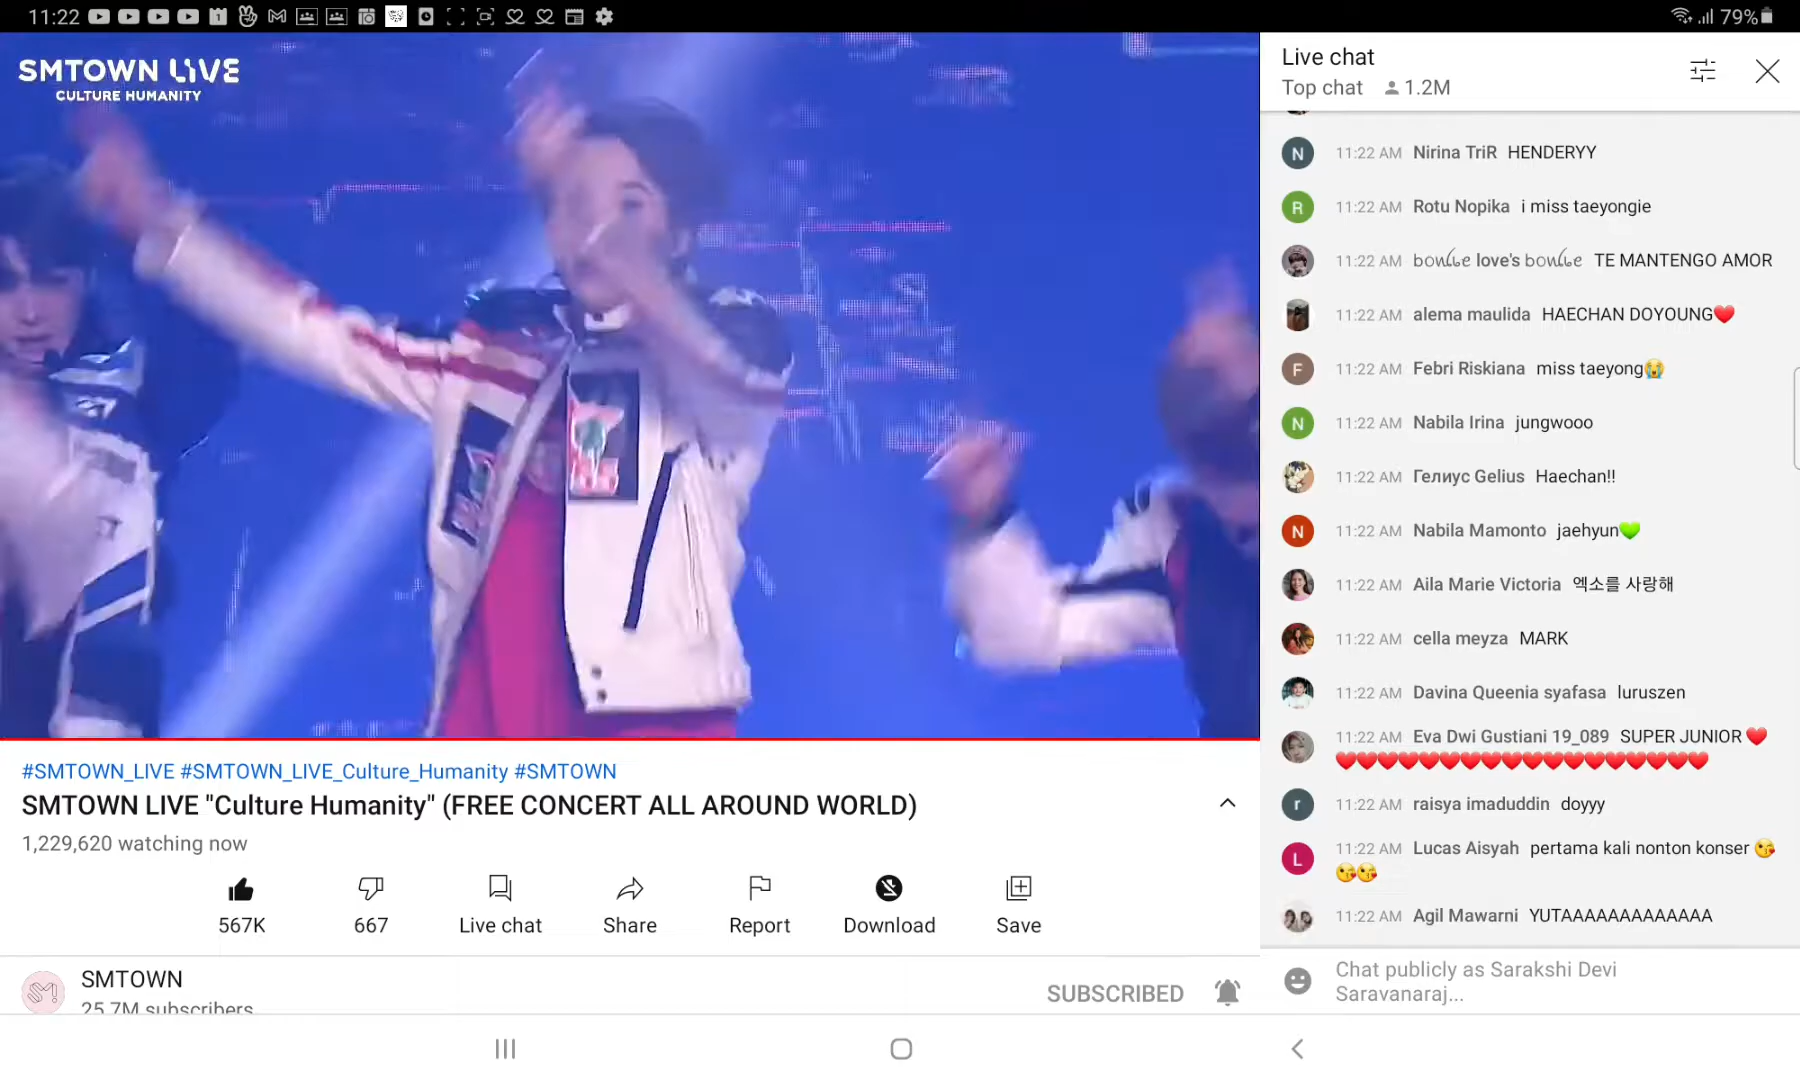 11:22
79%
SMTOWN LIVE
CULTURE HUMANITY
#SMTOWN_LIVE #SMTOWN_LIVE_Culture_Humanity #SMTOWN
SMTOWN LIVE "Culture Humanity" (FREE CONCERT ALL AROUND WORLD)
1,229,620 watching now
567K
667
Live chat
Share
Report
Download
Save
SMTOWN
25.7M subscribers
SUBSCRIBED
Live chat
Top chat 1.2M
N 11:22 AM Nirina TriR HENDERYY
R 11:22 AM Rotu Nopika i miss taeyongie
11:22 AM love's TE MANTENGO AMOR
11:22 AM alema maulida HAECHAN DOYOUNG❤️
F 11:22 AM Febri Riskiana miss taeyong😭
N 11:22 AM Nabila Irina jungwooo
11:22 AM Гелиус Gelius Haechan!!
N 11:22 AM Nabila Mamonto jaehyun💚
11:22 AM Aila Marie Victoria 엑소를 사랑해
11:22 AM cella meyza MARK
11:22 AM Davina Queenia syafasa luruszen
11:22 AM Eva Dwi Gustiani 19_089 SUPER JUNIOR ❤️
❤️❤️❤️❤️❤️❤️❤️❤️❤️❤️❤️❤️❤️❤️❤️❤️❤️❤️
r 11:22 AM raisya imaduddin doyyy
L 11:22 AM Lucas Aisyah pertama kali nonton konser 😘
😘😘
11:22 AM Agil Mawarni YUTAAAAAAAAAAAAA
Chat publicly as Sarakshi Devi
Saravanaraj...